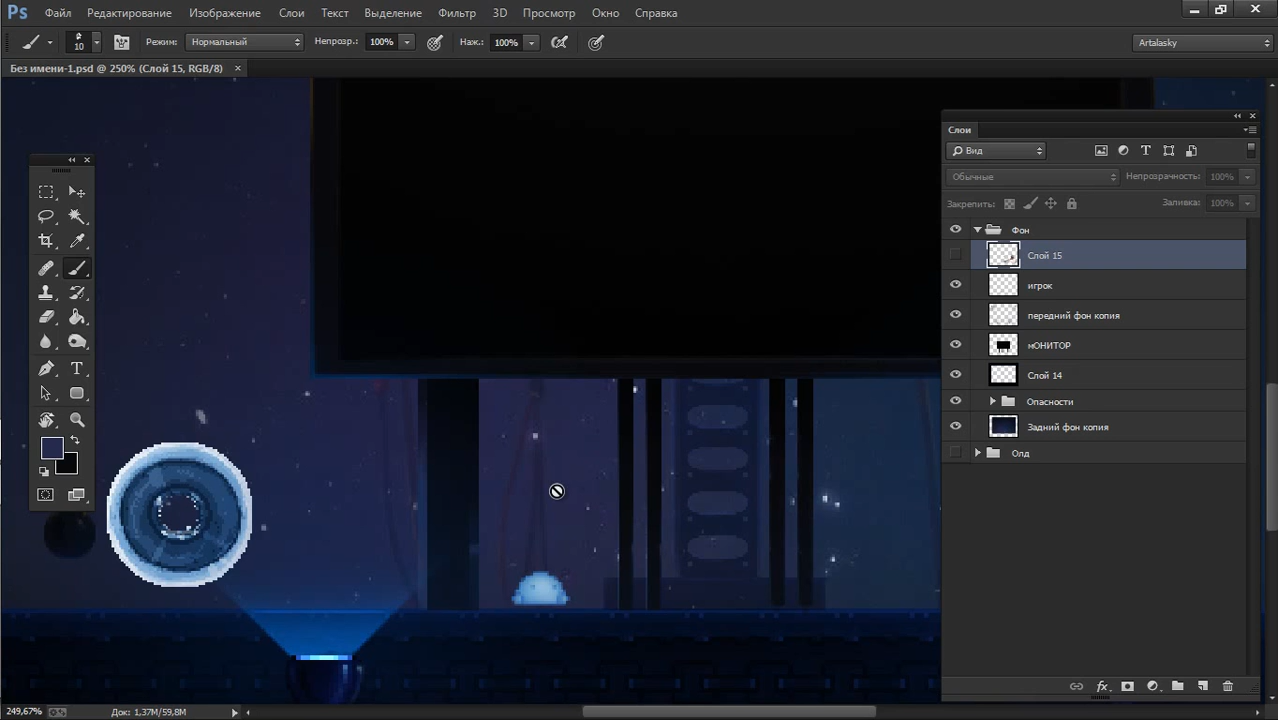 Ps Файл Редактирование Изображение Слои Текст Выделение Фильтр 3D Просмотр Окно Справка
10 Режим: Нормальный Непрозр.: 100% Наж.: 100% Artalasky
Без имени-1.psd @ 250% (Слой 15, RGB/8) ×
Слои
Вид
Обычные Непрозрачность: 100%
Закрепить: Заливка: 100%
Фон
Слой 15
игрок
передний фон копия
мОНИТОР
Слой 14
Опасности
Задний фон копия
Олд
fx
249,67% Док: 1,37M/59,8M